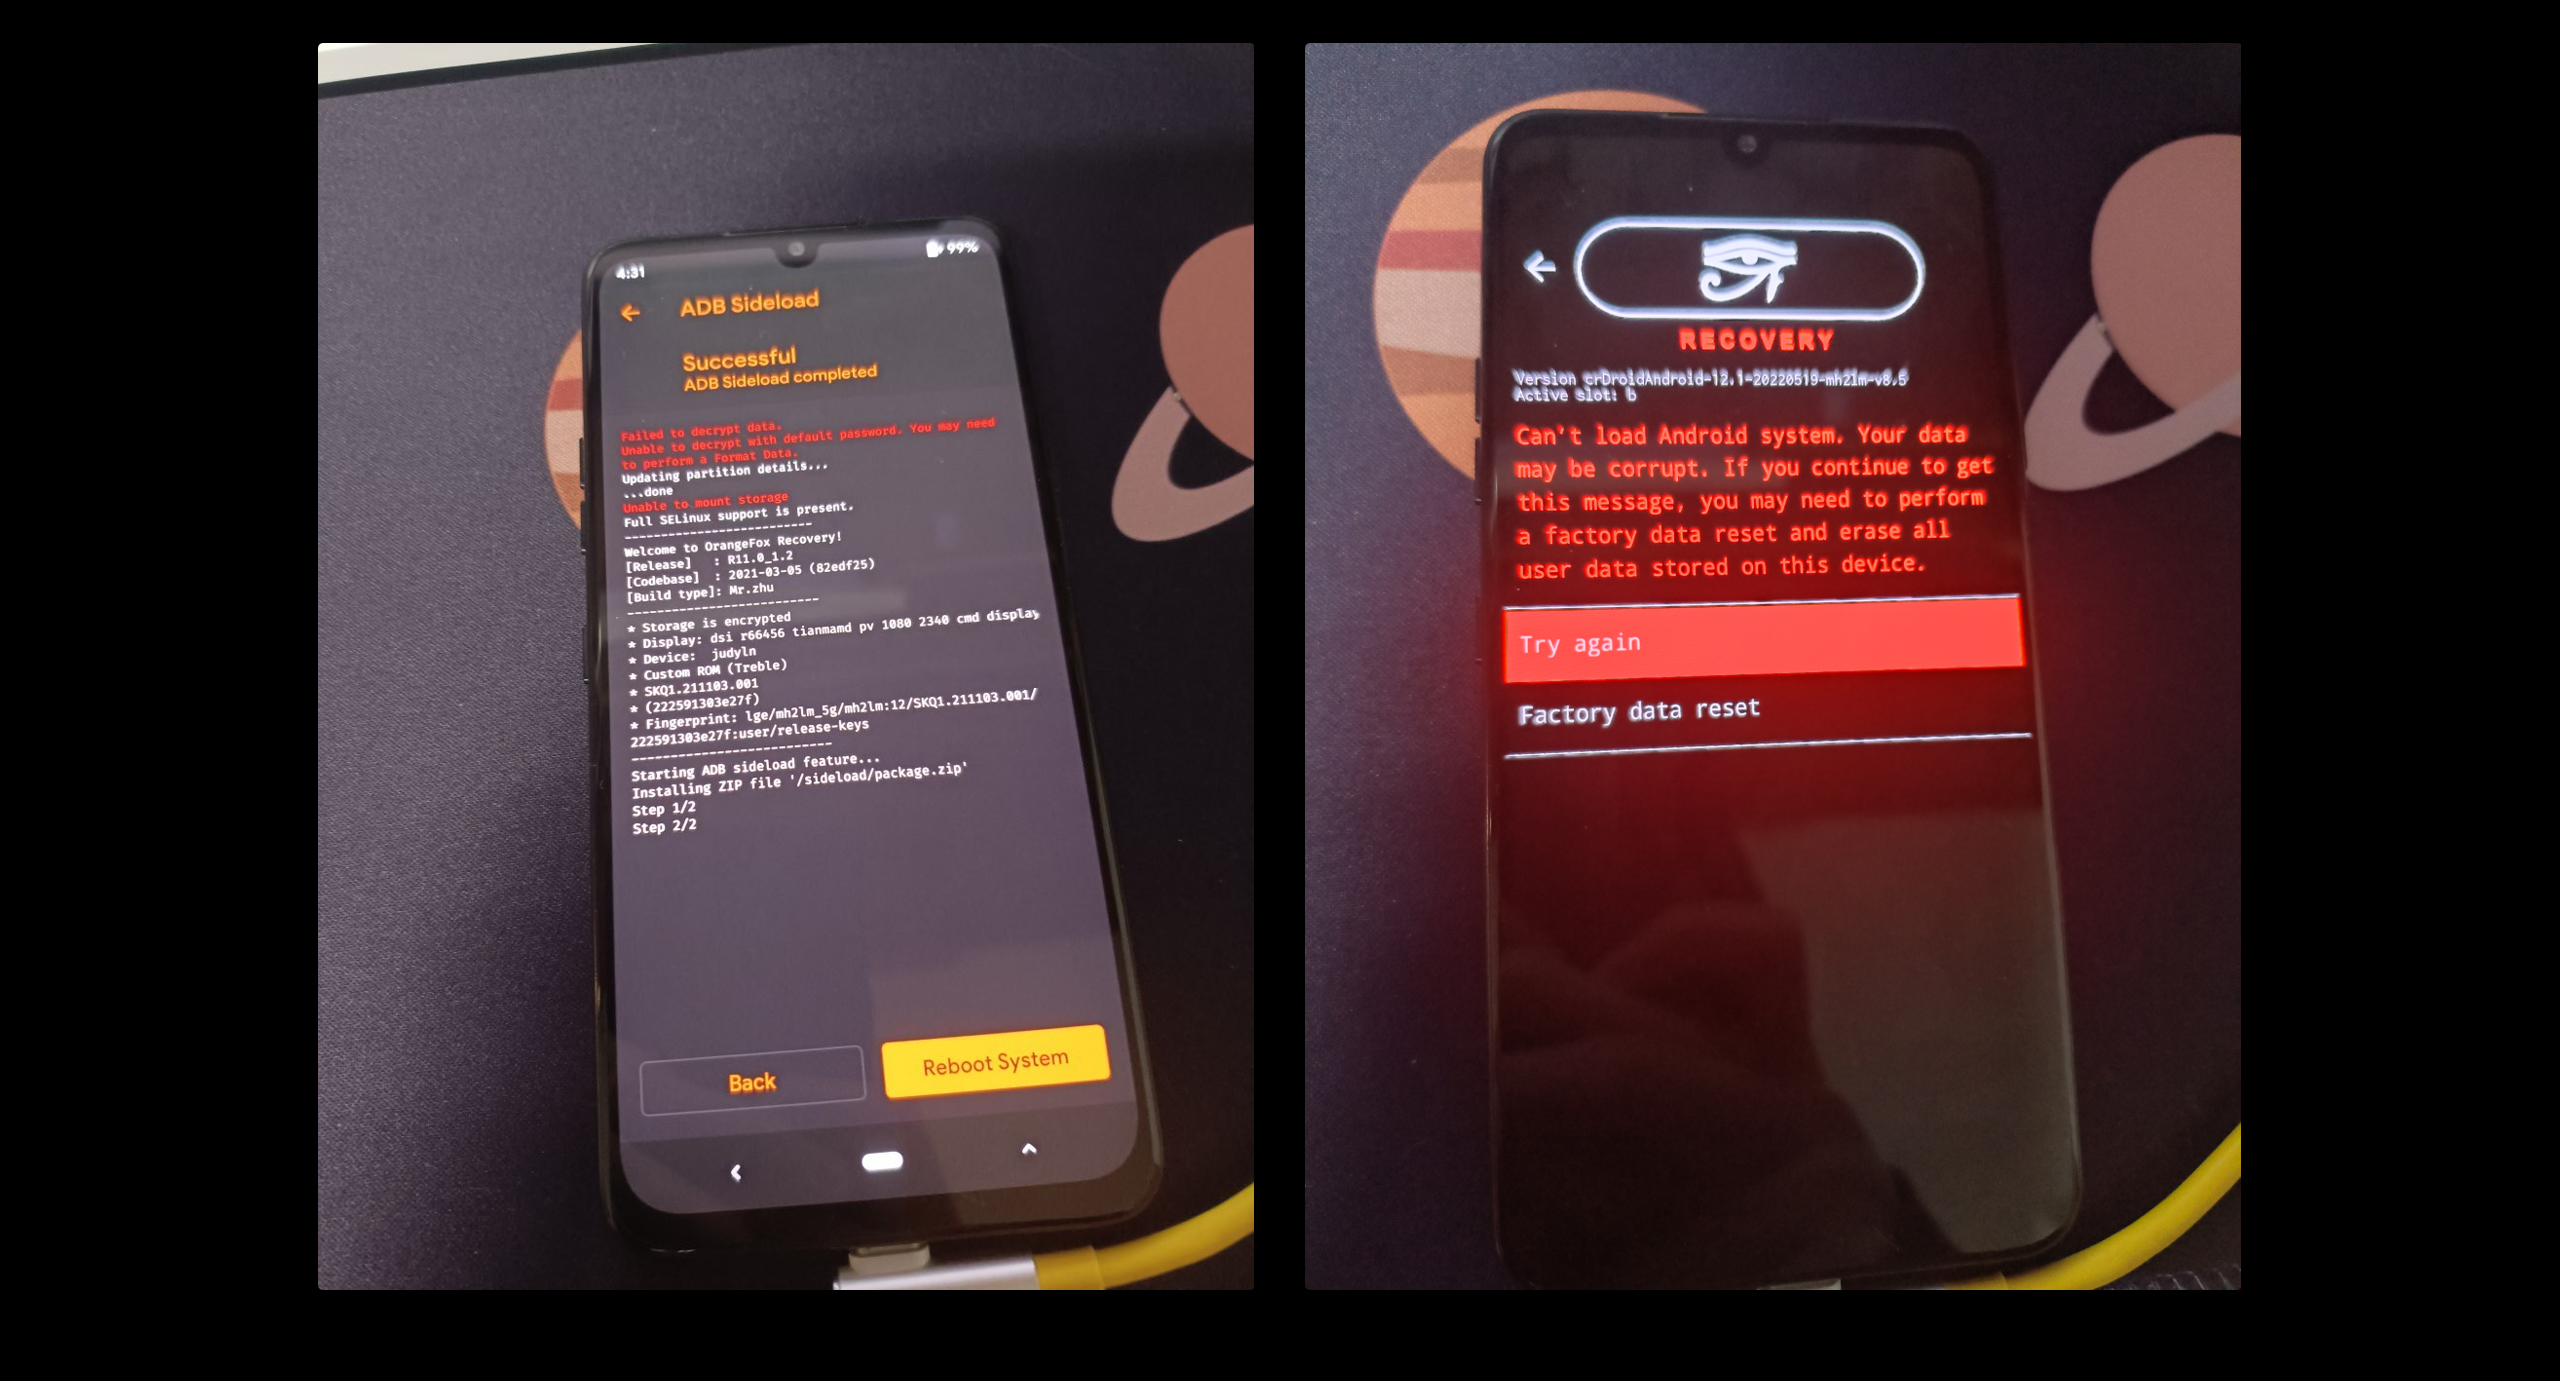 4:31
99%
ADB Sideload
Successful
ADB Sideload completed
Failed to decrypt data.
Unable to decrypt with default password. You may need
to perform a Format Data.
Updating partition details...
...done
Unable to mount storage
Full SELinux support is present.
-------------------------
Welcome to OrangeFox Recovery!
[Release] : R11.0_1.2
[Codebase] : 2021-03-05 (82edf25)
[Build type]: Mr.zhu
-------------------------
* Storage is encrypted
* Display: dsi r66456 tianmamd pv 1080 2340 cmd display
* Device: judyln
* Custom ROM (Treble)
* SKQ1.211103.001
* (222591303e27f)
* Fingerprint: lge/mh2lm_5g/mh2lm:12/SKQ1.211103.001/
222591303e27f:user/release-keys
-------------------------
Starting ADB sideload feature...
Installing ZIP file '/sideload/package.zip'
Step 1/2
Step 2/2
Back
Reboot System
RECOVERY
Version crDroidAndroid-12.1-20220519-mh2lm-v8.5
Active slot: b
Can't load Android system. Your data
may be corrupt. If you continue to get
this message, you may need to perform
a factory data reset and erase all
user data stored on this device.
Try again
Factory data reset